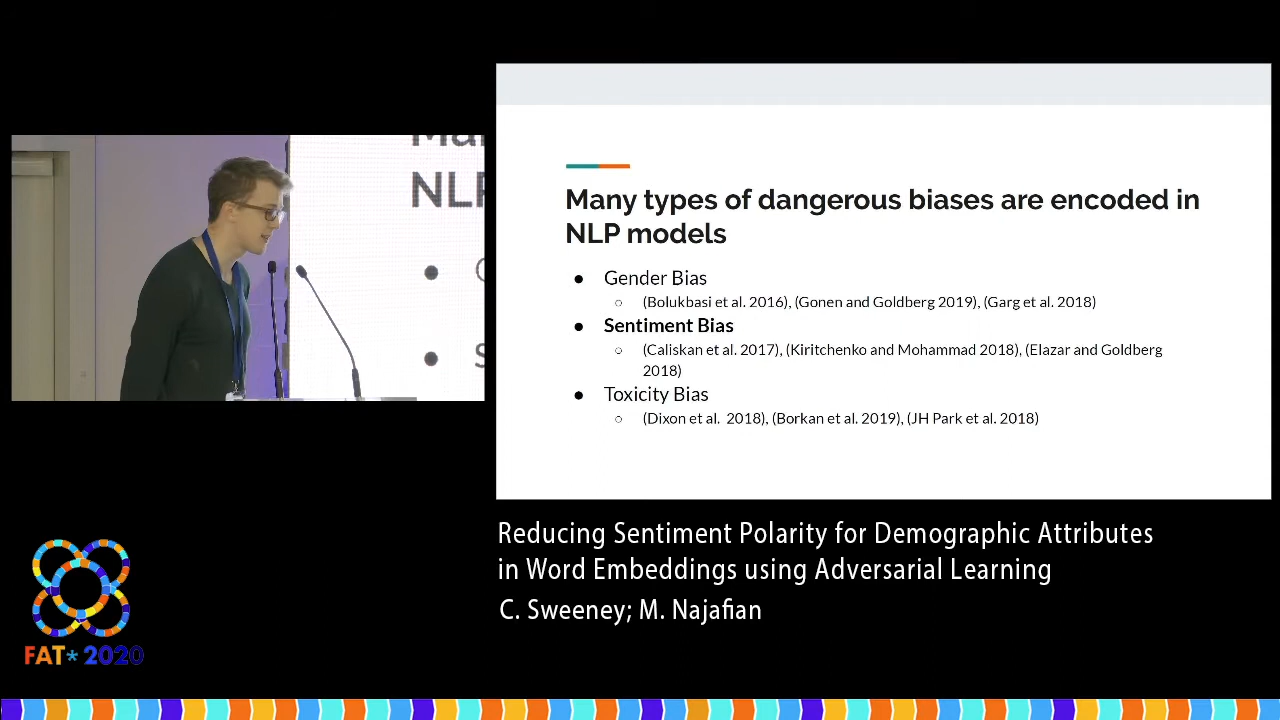 Many types of dangerous biases are encoded in
NLP models
● Gender Bias
○ (Bolukbasi et al. 2016), (Gonen and Goldberg 2019), (Garg et al. 2018)
● Sentiment Bias
○ (Caliskan et al. 2017), (Kiritchenko and Mohammad 2018), (Elazar and Goldberg
2018)
● Toxicity Bias
○ (Dixon et al.  2018), (Borkan et al. 2019), (JH Park et al. 2018)
Reducing Sentiment Polarity for Demographic Attributes
in Word Embeddings using Adversarial Learning
C. Sweeney; M. Najafian
FAT* 2020